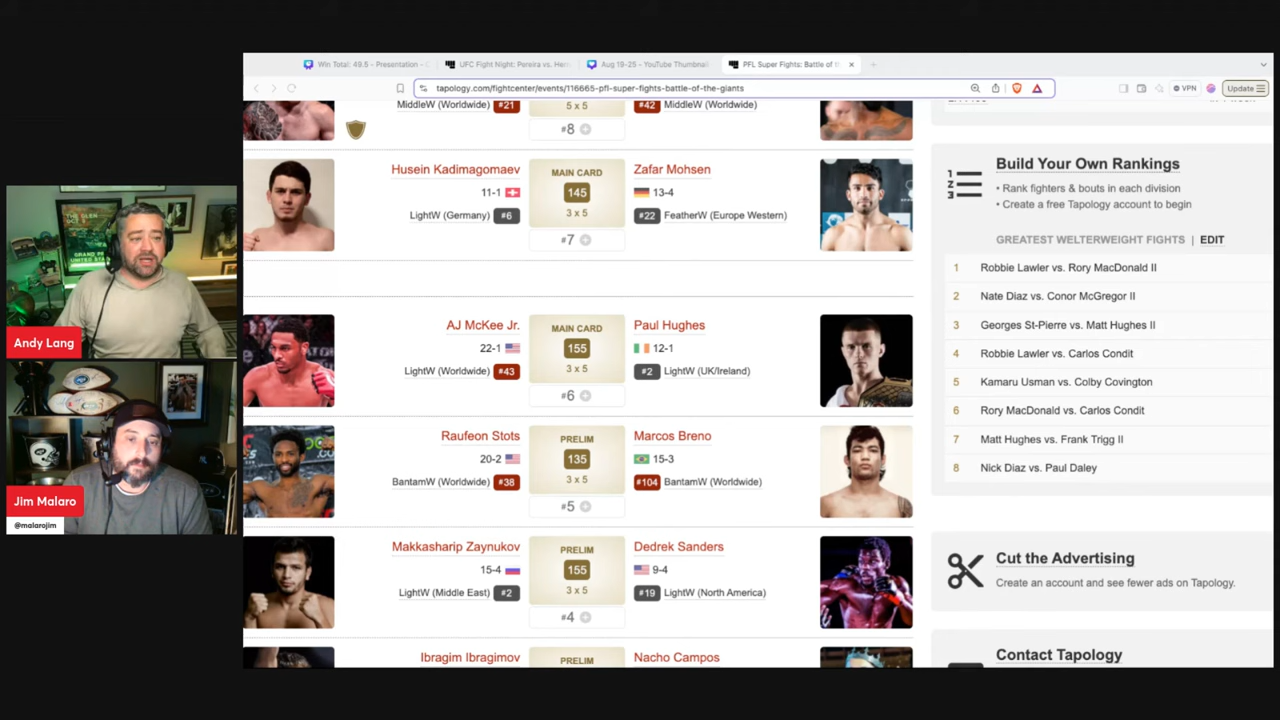 Win Total: 49.5 - Presentation -
UFC Fight Night: Pereira vs. Her
Aug 19-25 - YouTube Thumbnail
PFL Super Fights: Battle of th
tapology.com/fightcenter/events/116665-pfl-super-fights-battle-of-the-giants
VPN
Update
MiddleW (Worldwide) #21
5 x 5
#42 MiddleW (Worldwide)
#8
Husein Kadimagomaev
MAIN CARD
Zafar Mohsen
11-1
145
13-4
LightW (Germany) #6
3 x 5
#22 FeatherW (Europe Western)
#7
AJ McKee Jr.
MAIN CARD
Paul Hughes
22-1
155
12-1
LightW (Worldwide) #43
3 x 5
#2 LightW (UK/Ireland)
#6
Raufeon Stots
PRELIM
Marcos Breno
20-2
135
15-3
BantamW (Worldwide) #38
3 x 5
#104 BantamW (Worldwide)
#5
Makkasharip Zaynukov
PRELIM
Dedrek Sanders
15-4
155
9-4
LightW (Middle East) #2
3 x 5
#19 LightW (North America)
#4
Ibragim Ibragimov
PRELIM
Nacho Campos
Build Your Own Rankings
• Rank fighters & bouts in each division
• Create a free Tapology account to begin
GREATEST WELTERWEIGHT FIGHTS | EDIT
1 Robbie Lawler vs. Rory MacDonald II
2 Nate Diaz vs. Conor McGregor II
3 Georges St-Pierre vs. Matt Hughes II
4 Robbie Lawler vs. Carlos Condit
5 Kamaru Usman vs. Colby Covington
6 Rory MacDonald vs. Carlos Condit
7 Matt Hughes vs. Frank Trigg II
8 Nick Diaz vs. Paul Daley
Cut the Advertising
Create an account and see fewer ads on Tapology.
Contact Tapology
Andy Lang
Jim Malaro
@malarojim